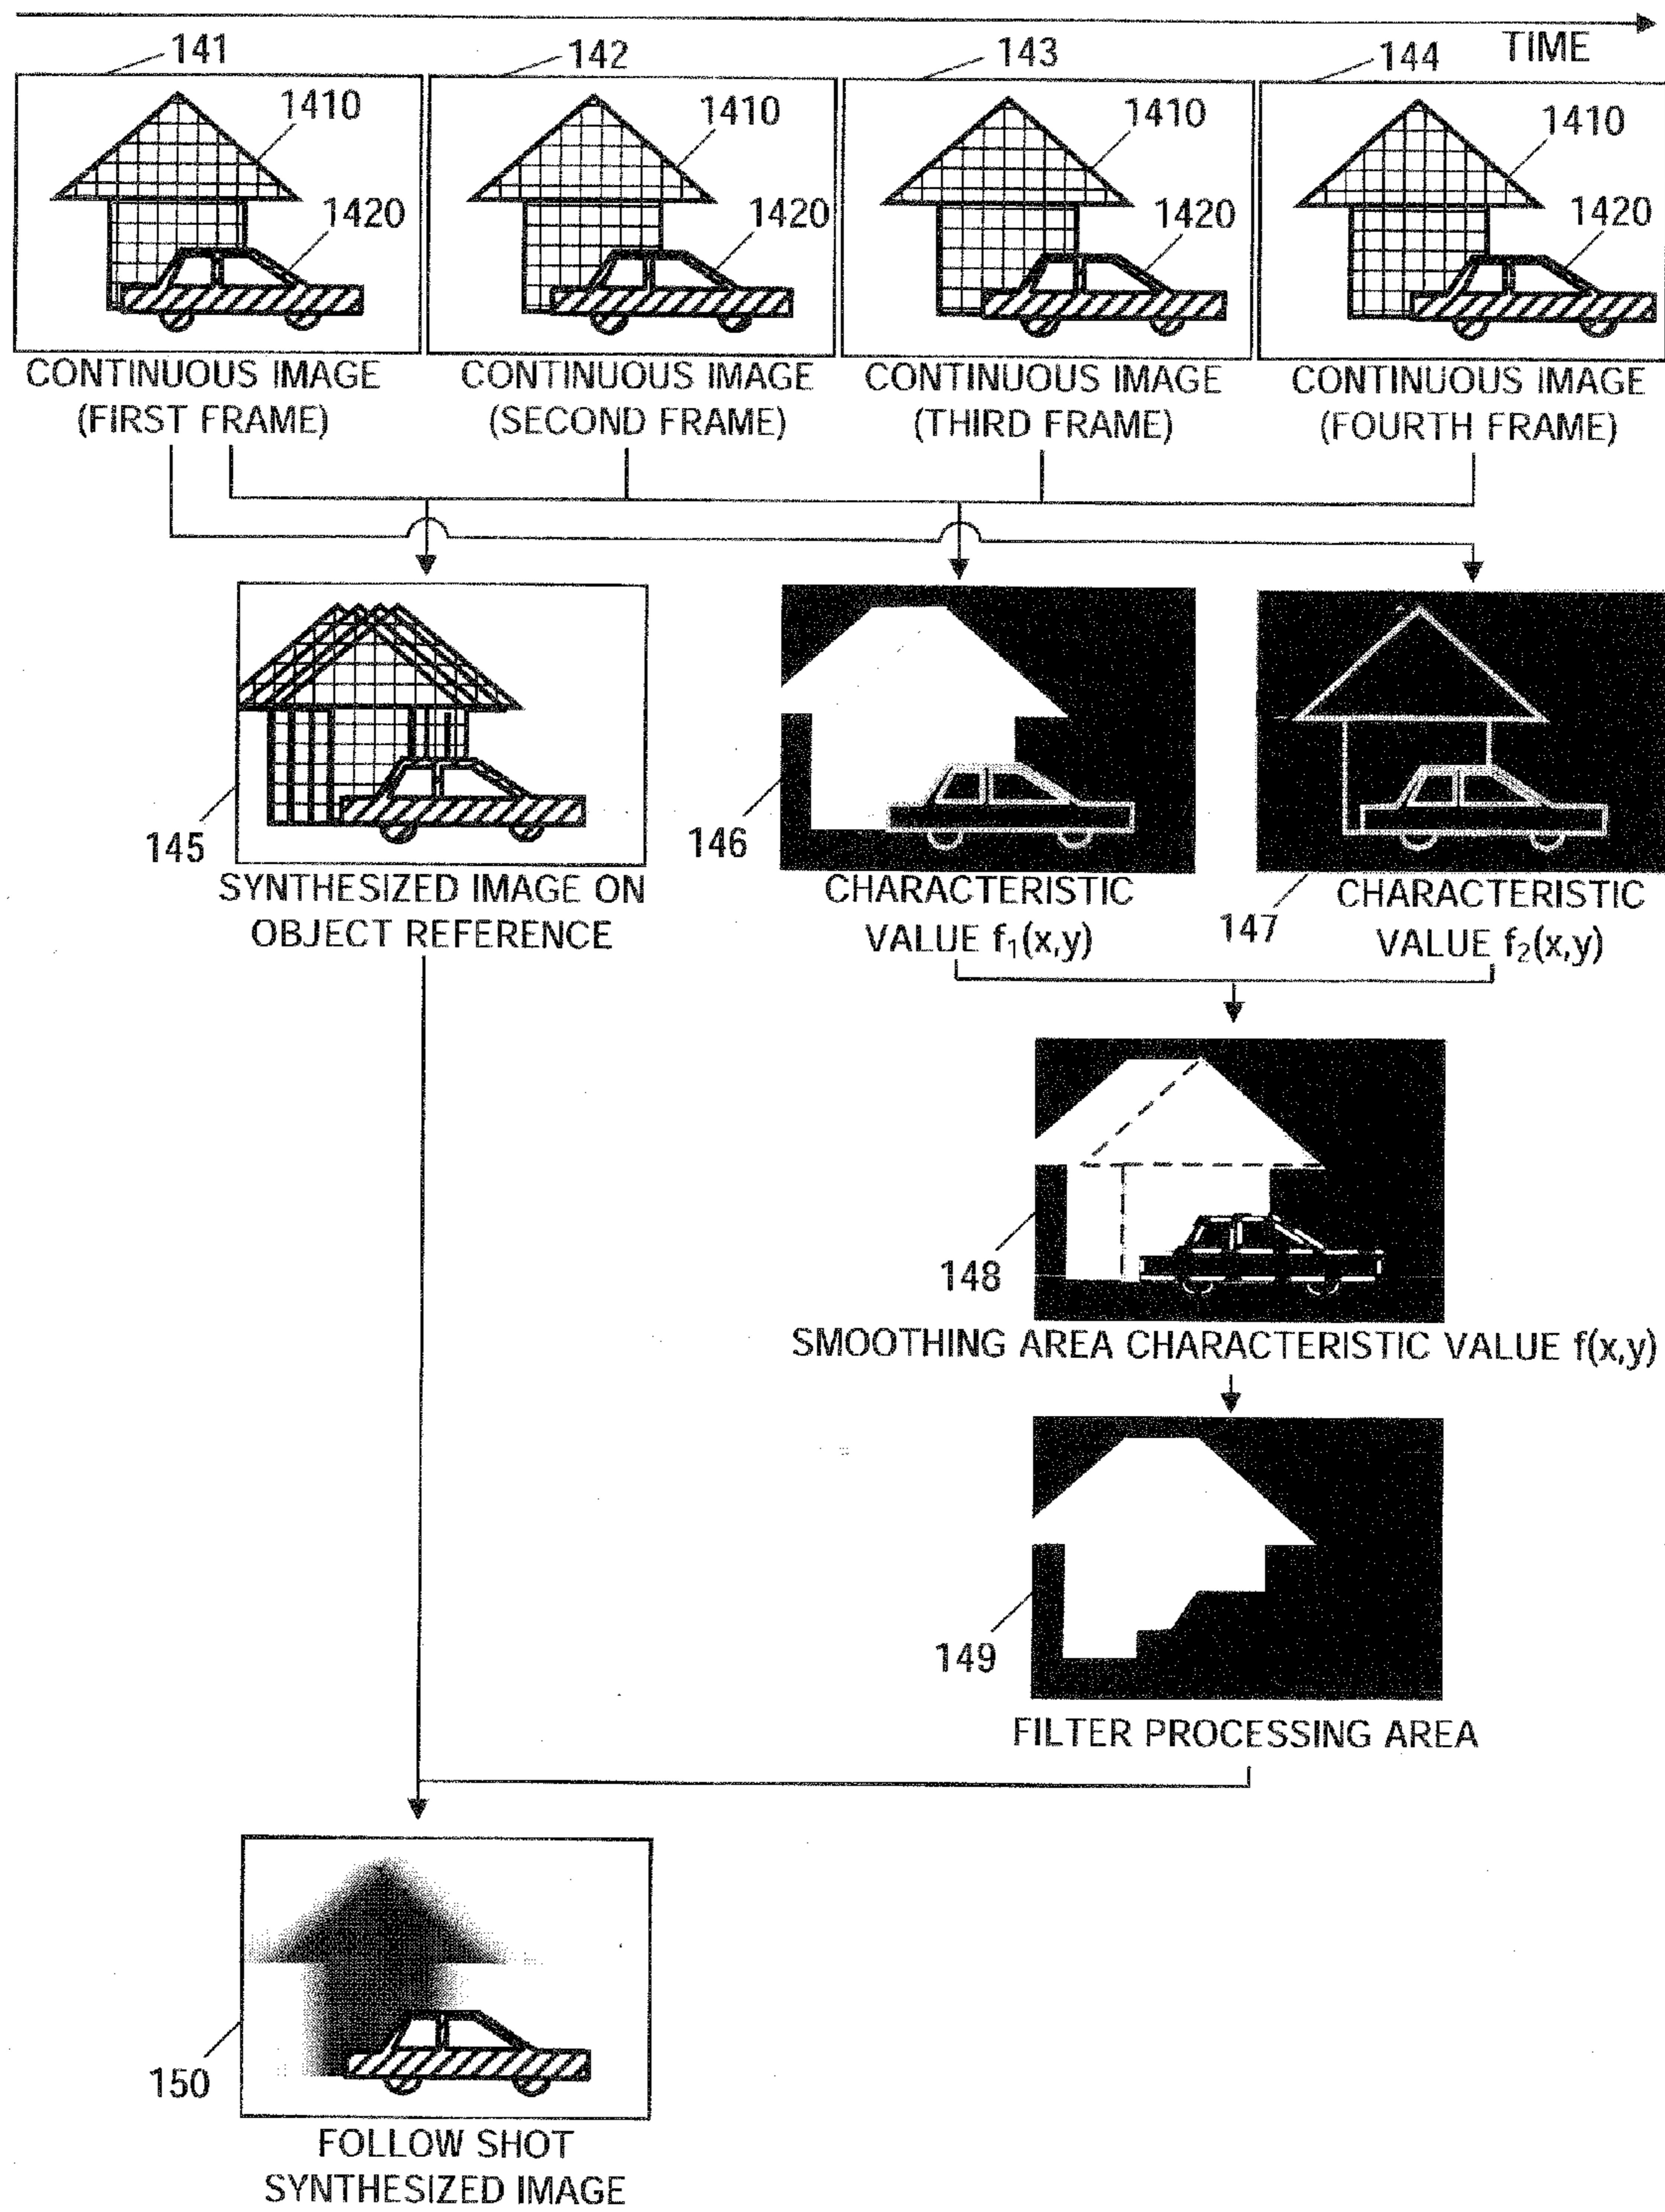 TIME
141
142
143
144
1410
1410
1410
1410
1420
1420
1420
1420
CONTINUOUS IMAGE
(FIRST FRAME)
CONTINUOUS IMAGE
(SECOND FRAME)
CONTINUOUS IMAGE
(THIRD FRAME)
CONTINUOUS IMAGE
(FOURTH FRAME)
145
SYNTHESIZED IMAGE ON
OBJECT REFERENCE
146
CHARACTERISTIC
VALUE f₁(x,y)
147
CHARACTERISTIC
VALUE f₂(x,y)
148
SMOOTHING AREA CHARACTERISTIC VALUE f(x,y)
149
FILTER PROCESSING AREA
150
FOLLOW SHOT
SYNTHESIZED IMAGE